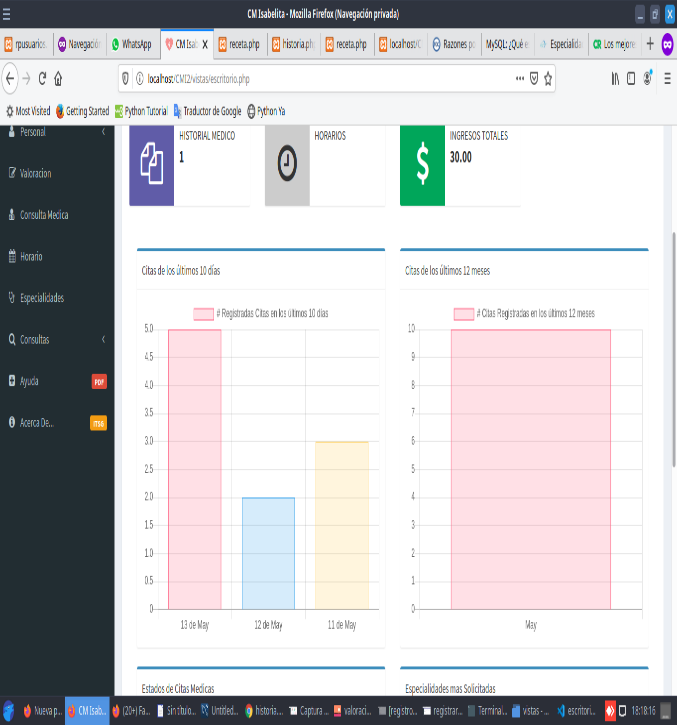 CM Isabelita - Mozilla Firefox (Navegación privada)
rpusuarios.
Navegación
WhatsApp
CM Isab
receta.php
historia.php
receta.php
localhost/C
Razones po
MySQL: ¿Qué e
Especialida
CR Los mejore
localhost/CMI2/vistas/escritorio.php
Most Visited
Getting Started
Python Tutorial
Traductor de Google
Python Ya
Personal
Valoracion
Consulta Medica
Horario
Especialidades
Consultas
Ayuda
PDF
Acerca De...
HISTORIAL MEDICO
1
HORARIOS
INGRESOS TOTALES
30.00
Citas de los últimos 10 días
# Registradas Citas en los últimos 10 dias
5.0
4.5
4.0
3.5
3.0
2.5
2.0
1.5
1.0
0.5
0
13 de May
12 de May
11 de May
Citas de los últimos 12 meses
# Citas Registradas en los últimos 12 meses
10
9
8
7
6
5
4
3
2
1
0
May
Estados de Citas Medicas
Especialidades mas Solicitadas
Nueva p...
CM Isab...
(20+) Fa...
Sin título...
Untitled...
historia....
Captura ...
valoraci...
[registro...
registrar...
Terminal...
vistas - ...
escritori...
18:18:16